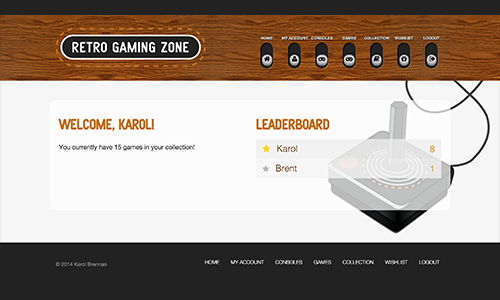 RETRO GAMING ZONE
HOME MY ACCOUNT CONSOLES GAMES COLLECTION WISHLIST LOGOUT
WELCOME, KAROL!
You currently have 15 games in your collection!
LEADERBOARD
Karol 8
Brent 1
© 2014 Karol Brennan
HOME MY ACCOUNT CONSOLES GAMES COLLECTION WISHLIST LOGOUT